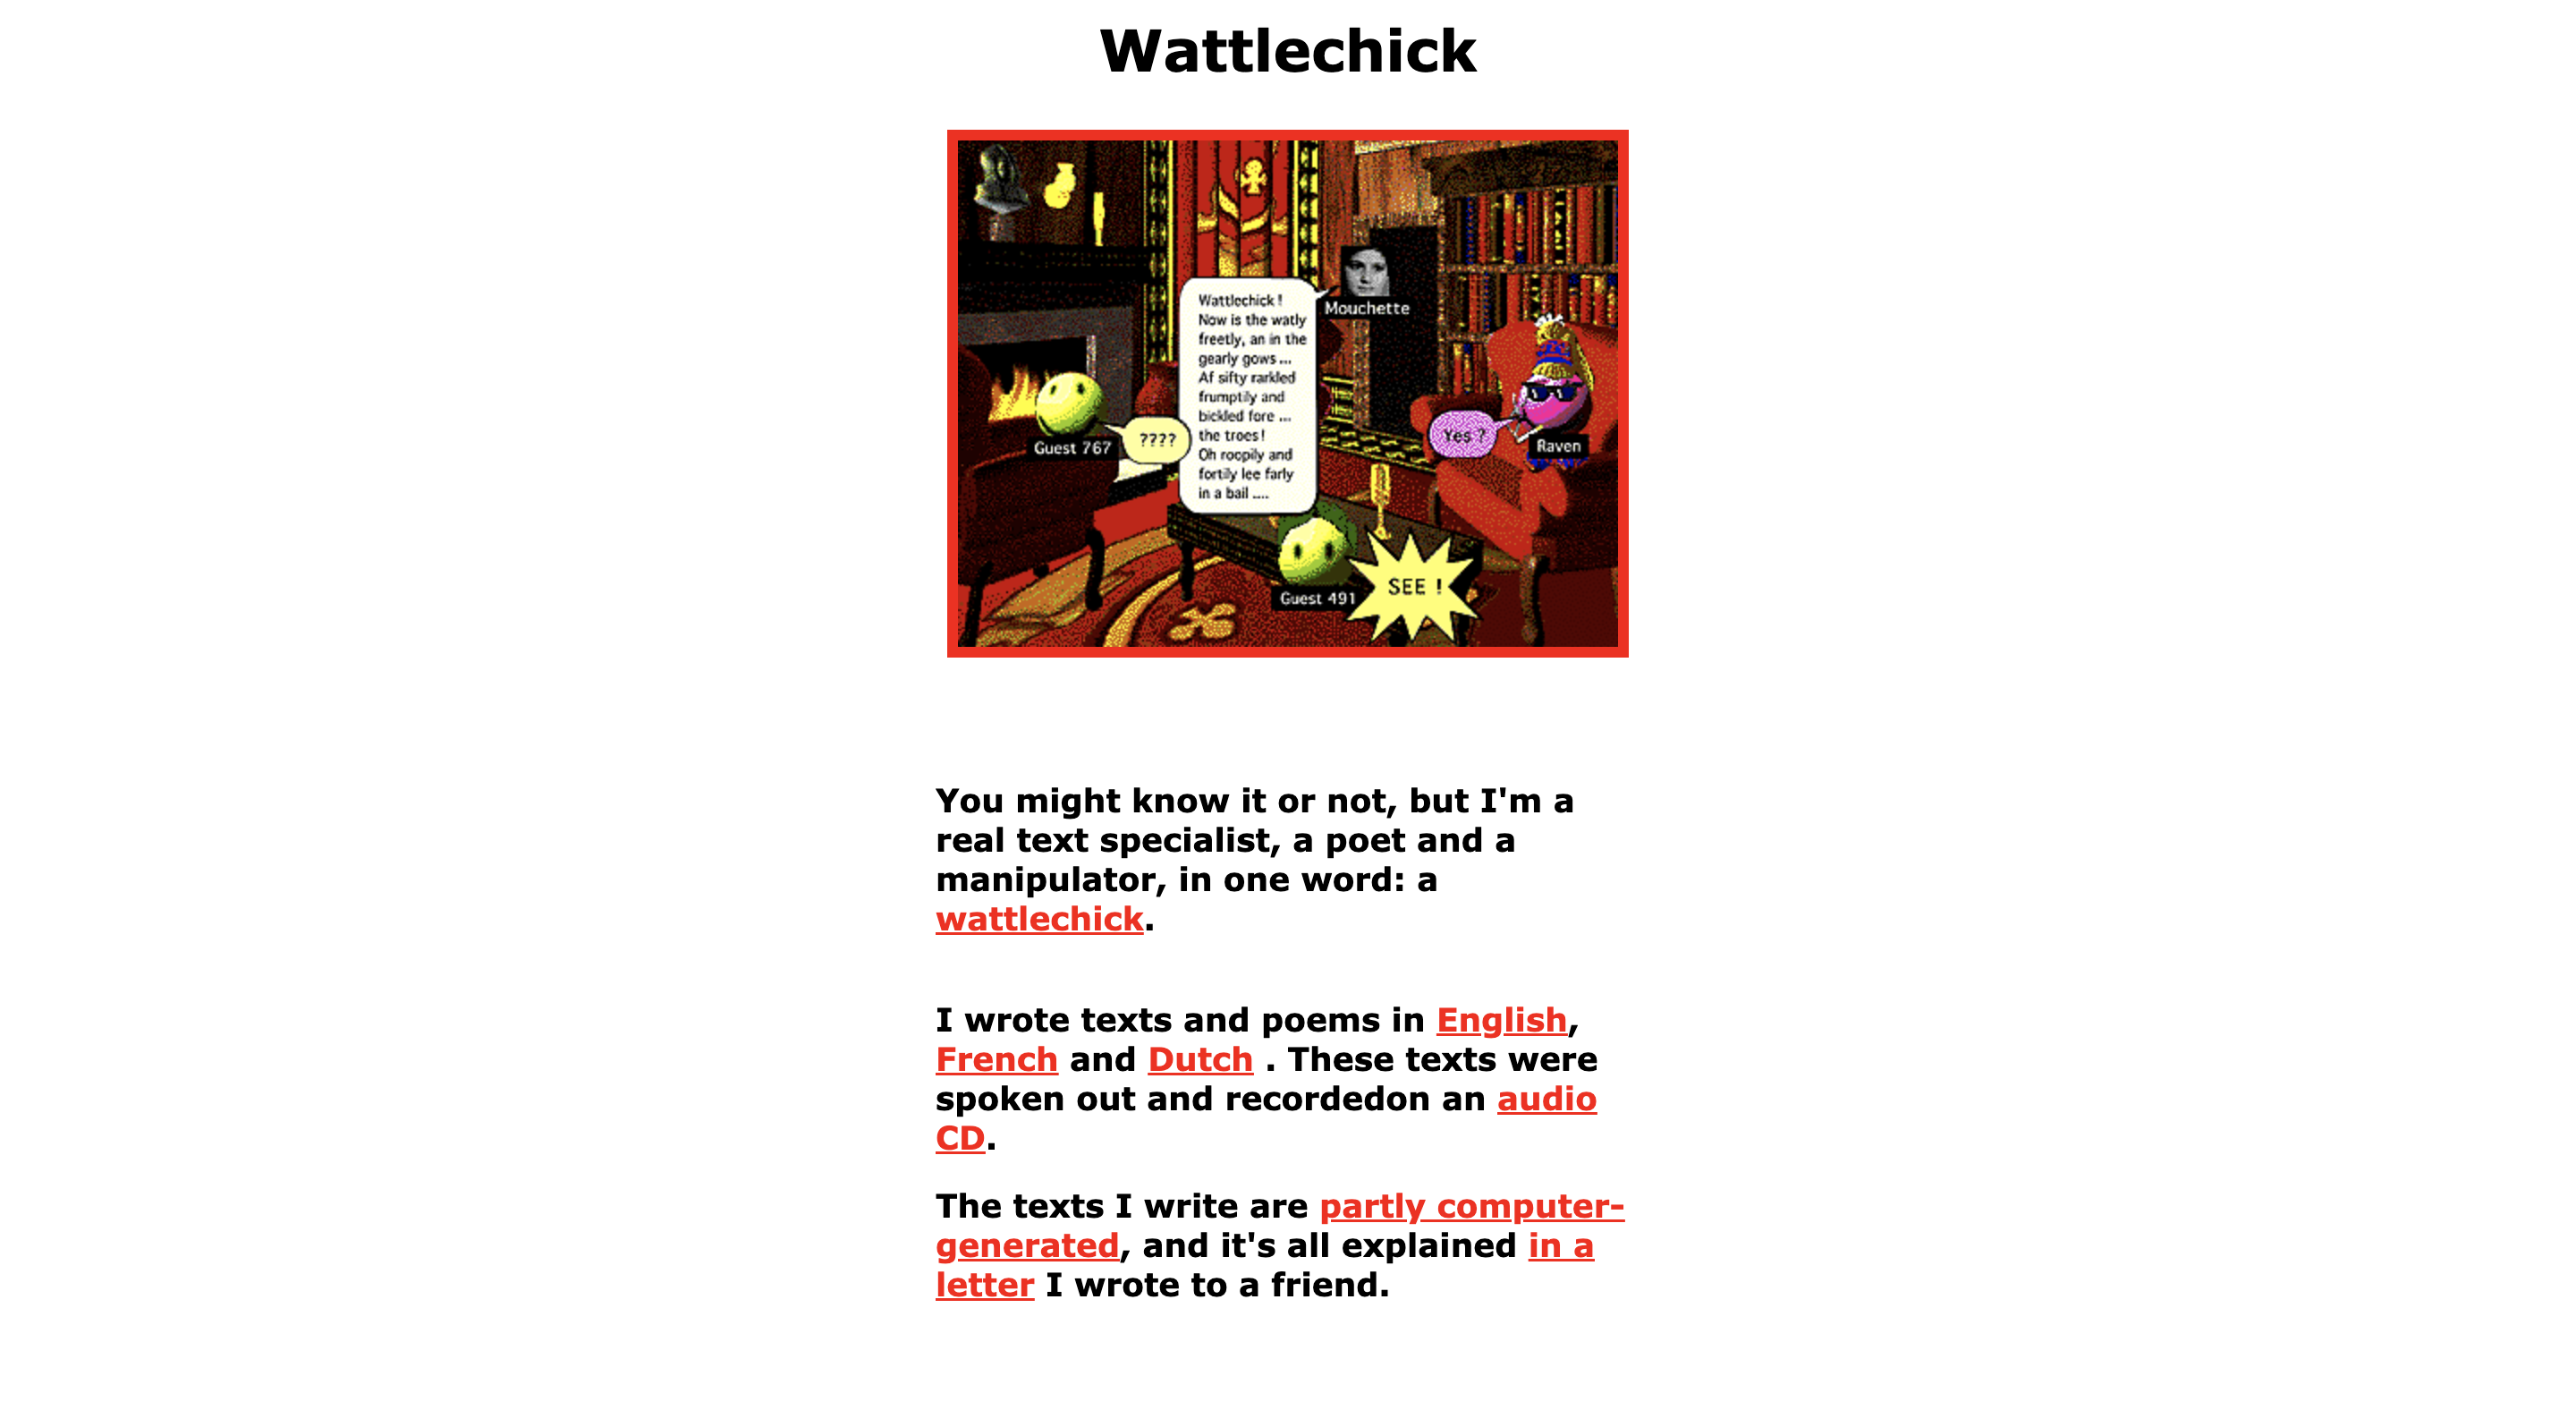 Wattlechick
Mouchette
Wattlechick !
Now is the watly
freetly, an in the
gearly gows ...
Af sifty rarkled
frumptily and
bickled fore ...
the troes!
Oh roopily and
fortily lee farly
in a bail ....
Guest 767
????
Yes ?
Raven
Guest 491
SEE !
You might know it or not, but I'm a
real text specialist, a poet and a
manipulator, in one word: a
wattlechick.
I wrote texts and poems in English,
French and Dutch . These texts were
spoken out and recordedon an audio
CD.
The texts I write are partly computer-
generated, and it's all explained in a
letter I wrote to a friend.